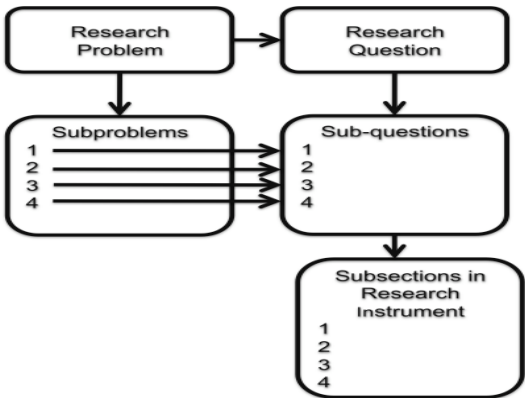 Research
Problem
Research
Question
Subproblems
1
2
3
4
Sub-questions
1
2
3
4
Subsections in
Research
Instrument
1
2
3
4